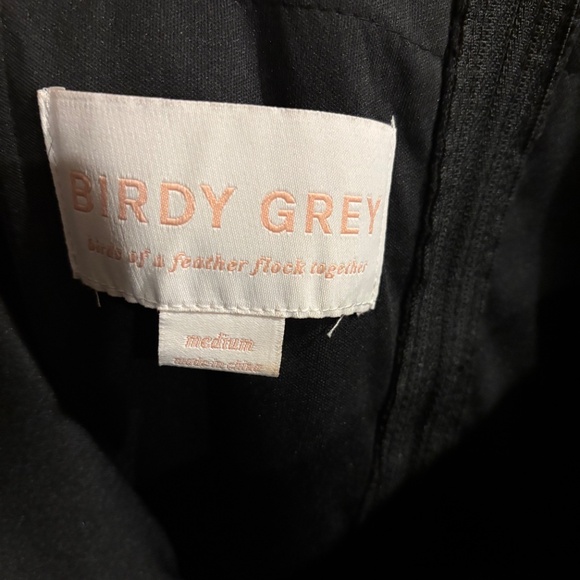 BIRDY GREY
birds of a feather flock together
medium
made in china